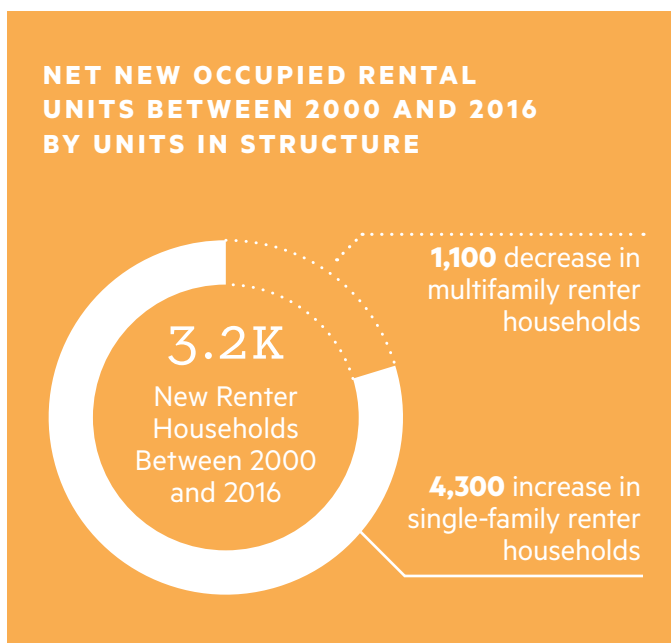 NET NEW OCCUPIED RENTAL
UNITS BETWEEN 2000 AND 2016
BY UNITS IN STRUCTURE
1,100 decrease in
multifamily renter
households
3.2K
New Renter
Households
Between 2000
and 2016
4,300 increase in
single-family renter
households